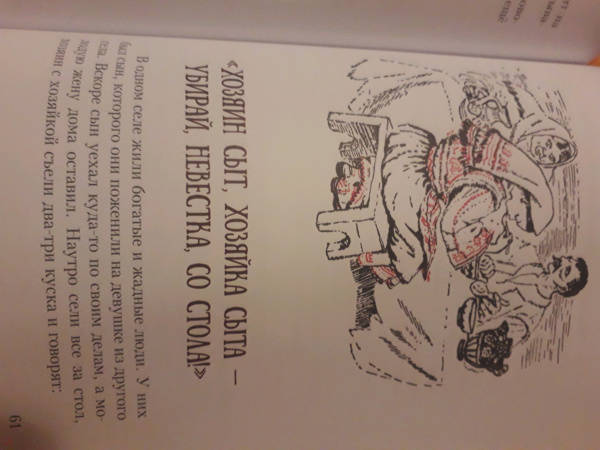 «ХОЗЯИН СЫТ, ХОЗЯЙКА СЫТА –
УБИРАЙ, НЕВЕСТКА, СО СТОЛА!»
В одном селе жили богатые и жадные люди. У них
был сын, которого они поженили на девушке из другого
села. Вскоре сын уехал куда-то по своим делам, а мо-
лодую жену дома оставил. Наутро сели все за стол,
хозяин с хозяйкой съели два-три куска и говорят:
61